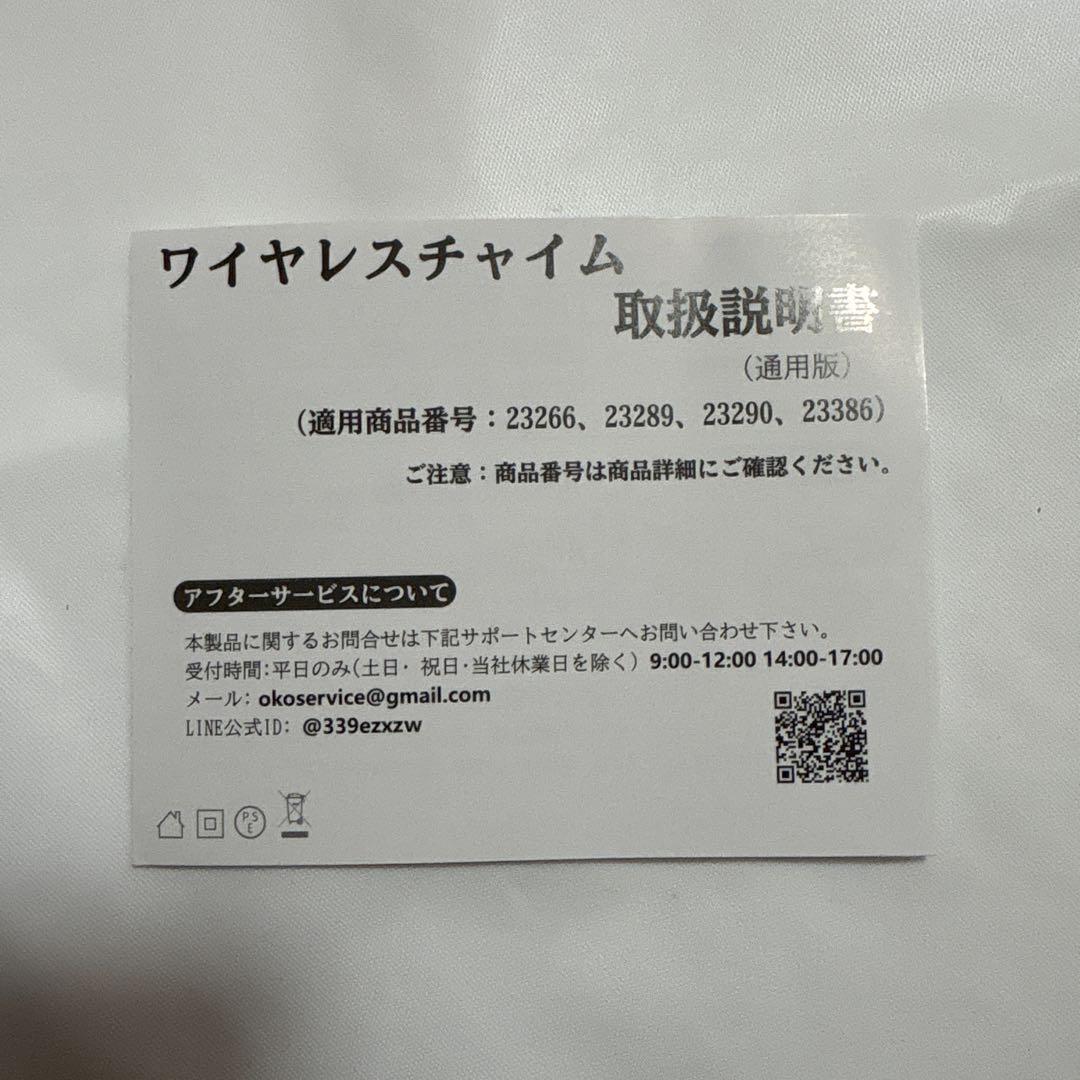 ワイヤレスチャイム
取扱説明書
（通用版）
（適用商品番号：23266、23289、23290、23386）
ご注意：商品番号は商品詳細にご確認ください。
アフターサービスについて
本製品に関するお問合せは下記サポートセンターへお問い合わせ下さい。
受付時間:平日のみ(土日・祝日・当社休業日を除く) 9:00-12:00 14:00-17:00
メール: okoservice@gmail.com
LINE公式ID: @339ezxzw
PSE